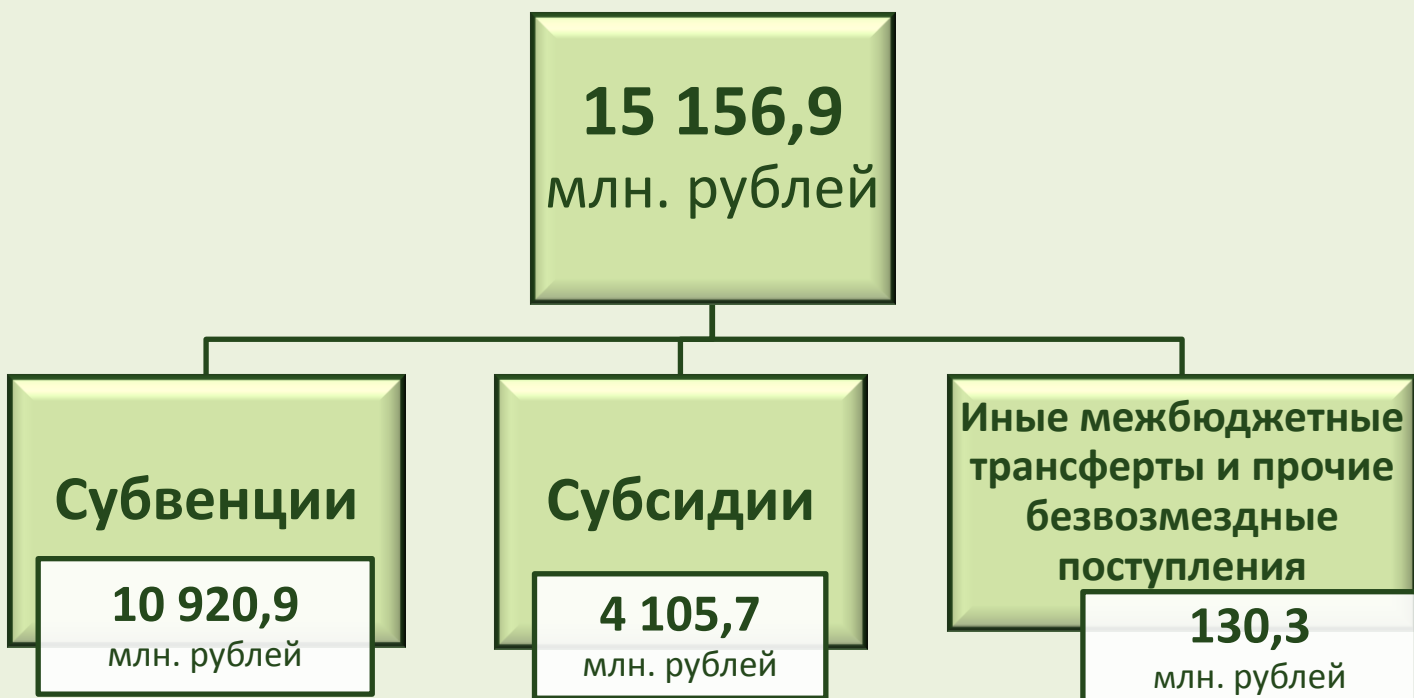 15 156,9
млн. рублей
Субвенции
10 920,9
млн. рублей
Субсидии
4 105,7
млн. рублей
Иные межбюджетные
трансферты и прочие
безвозмездные
поступления
130,3
млн. рублей